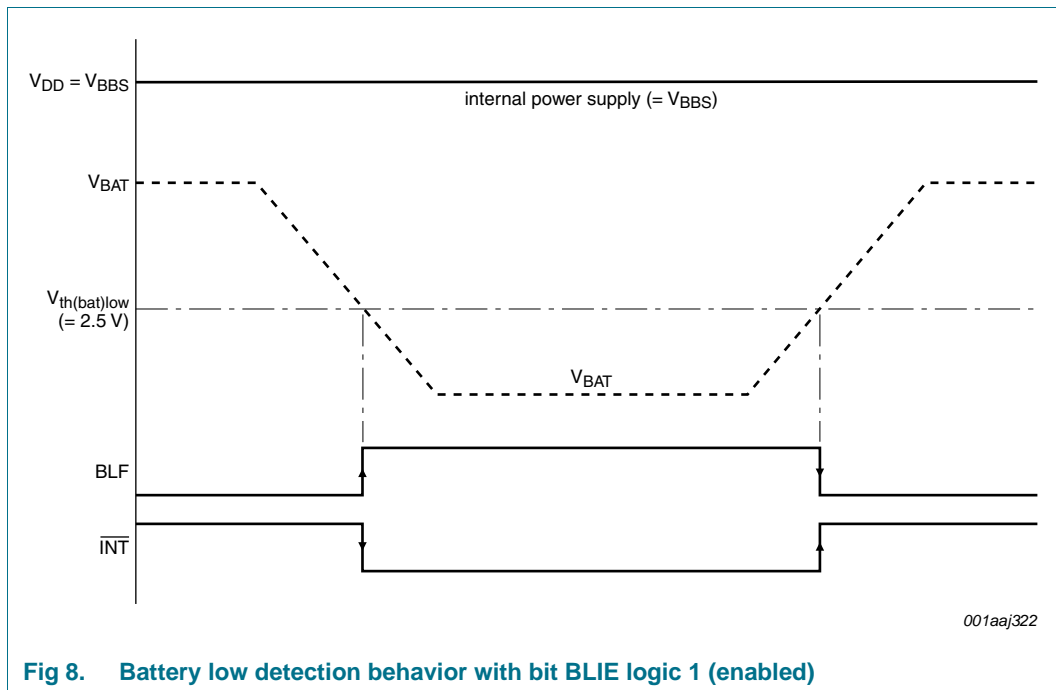 V_DD = V_BBS
internal power supply (= V_BBS)
V_BAT
V_th(bat)low
(= 2.5 V)
V_BAT
BLF
I̅N̅T̅
001aaj322
Fig 8. Battery low detection behavior with bit BLIE logic 1 (enabled)